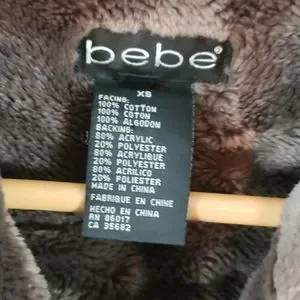 bebe®
XS
FACING:
100% COTTON
100% COTON
100% ALGODON
BACKING:
80% ACRYLIC
20% POLYESTER
80% ACRYLIQUE
20% POLYESTER
80% ACRILICO
20% POLIESTER
MADE IN CHINA
FABRIQUE EN CHINE
HECHO EN CHINA
RN 86017
CA 35682